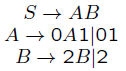 S → AB
A → 0A1|01
B → 2B|2